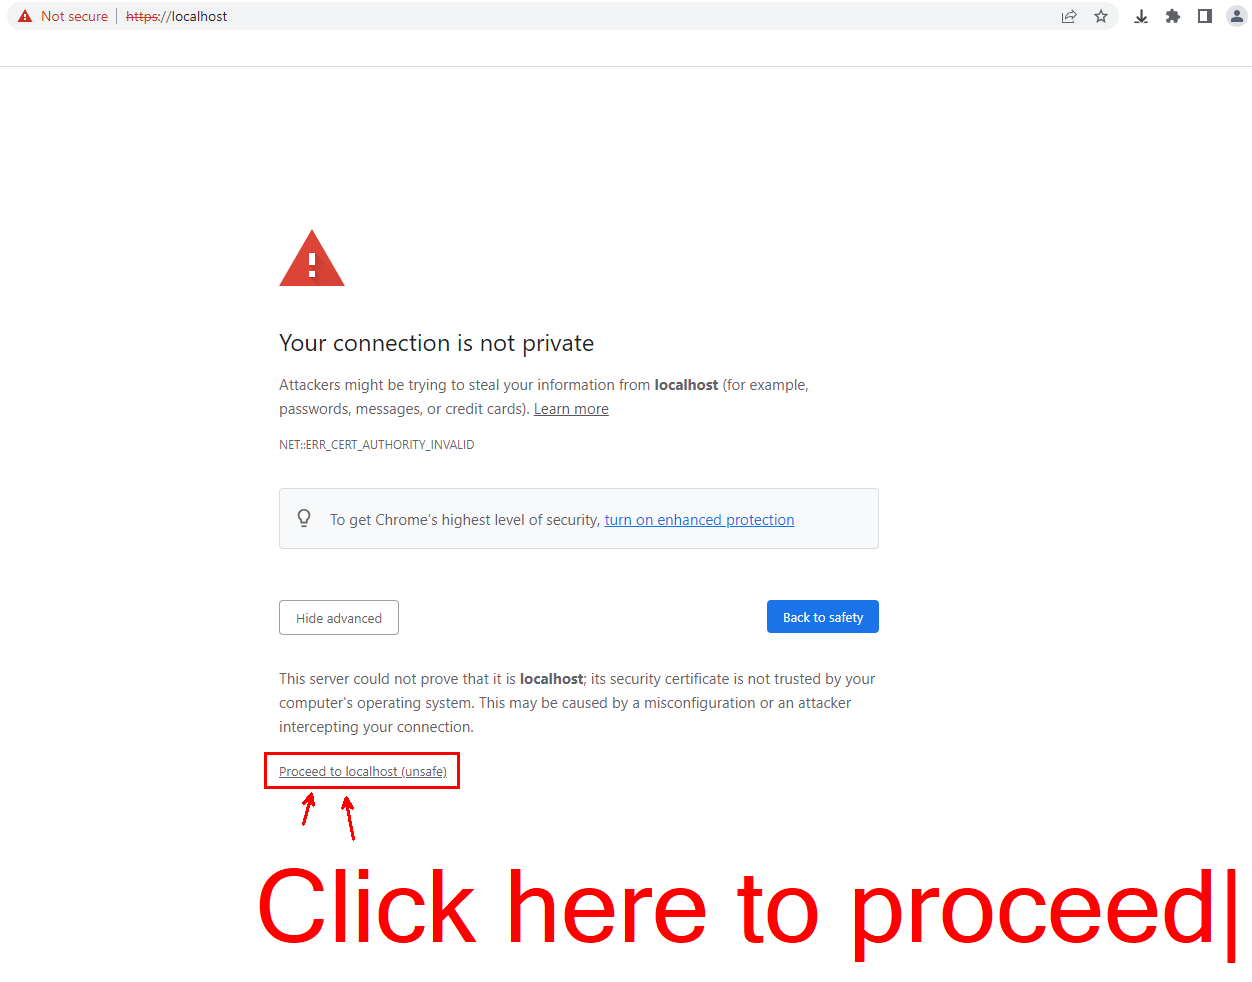 Not secure | https://localhost
Your connection is not private
Attackers might be trying to steal your information from localhost (for example,
passwords, messages, or credit cards). Learn more
NET::ERR_CERT_AUTHORITY_INVALID
To get Chrome's highest level of security, turn on enhanced protection
Hide advanced
Back to safety
This server could not prove that it is localhost; its security certificate is not trusted by your
computer's operating system. This may be caused by a misconfiguration or an attacker
intercepting your connection.
Proceed to localhost (unsafe)
Click here to proceed|